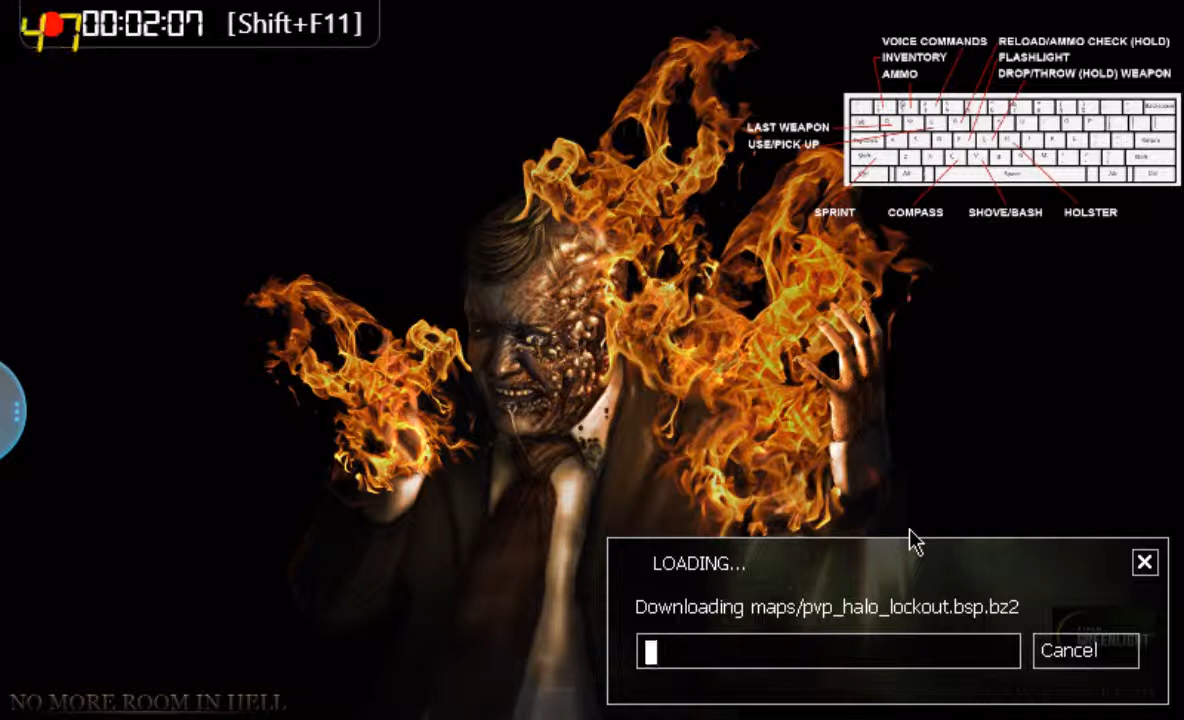 407
00:02:07 [Shift+F11]
VOICE COMMANDS
INVENTORY
AMMO
RELOAD/AMMO CHECK (HOLD)
FLASHLIGHT
DROP/THROW (HOLD) WEAPON
LAST WEAPON
USE/PICK UP
SPRINT
COMPASS
SHOVE/BASH
HOLSTER
LOADING...
Downloading maps/pvp_halo_lockout.bsp.bz2
Cancel
GREENLIGHT
NO MORE ROOM IN HELL